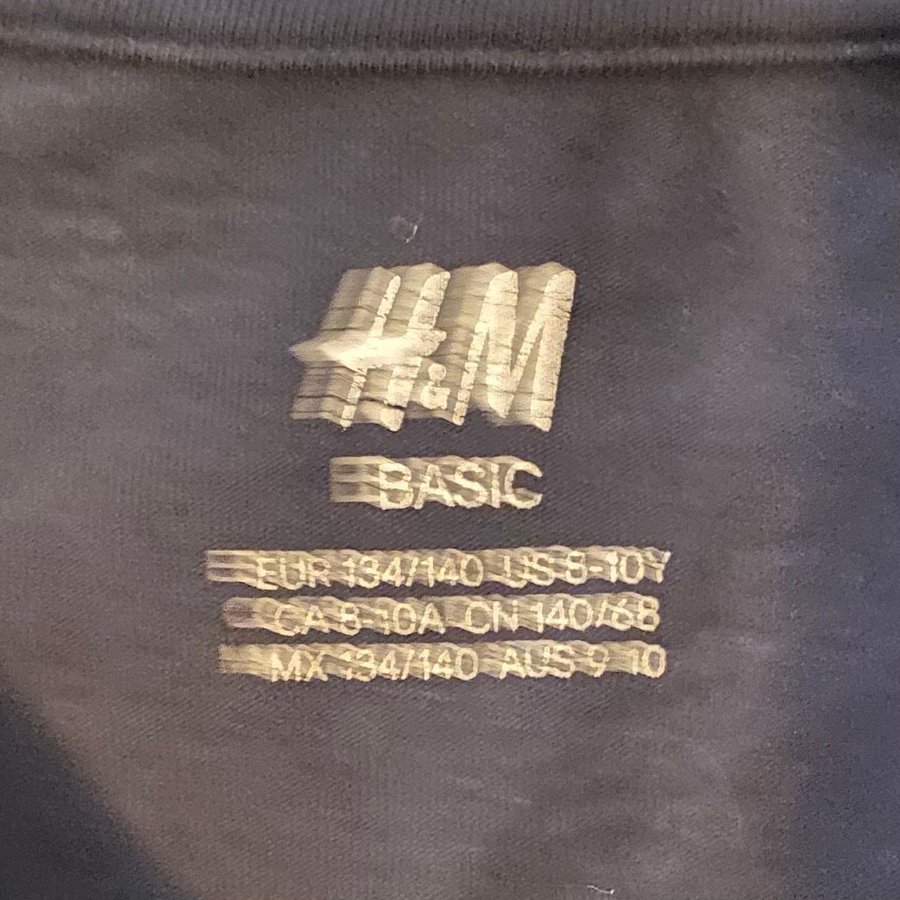 H&M
BASIC
EUR 134/140 US 8-10Y
CA 8-10A CN 140/68
MX 134/140 AUS 9-10